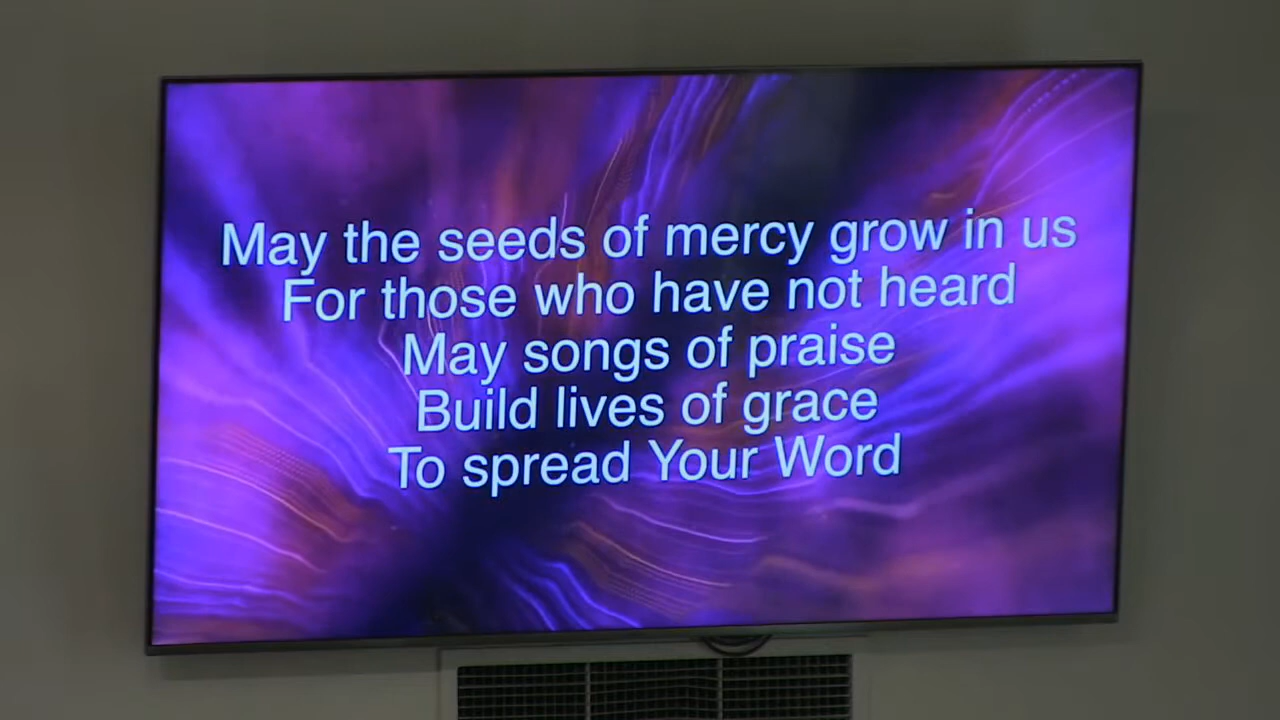 May the seeds of mercy grow in us
For those who have not heard
May songs of praise
Build lives of grace
To spread Your Word